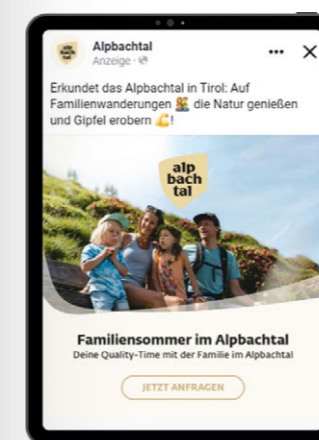 Alpbachtal
Anzeige ·
Erkundet das Alpbachtal in Tirol: Auf
Familienwanderungen 👨‍👩‍👧‍👦 die Natur genießen
und Gipfel erobern 💪!
alp
bach
tal
Familiensommer im Alpbachtal
Deine Quality-Time mit der Familie im Alpbachtal
JETZT ANFRAGEN